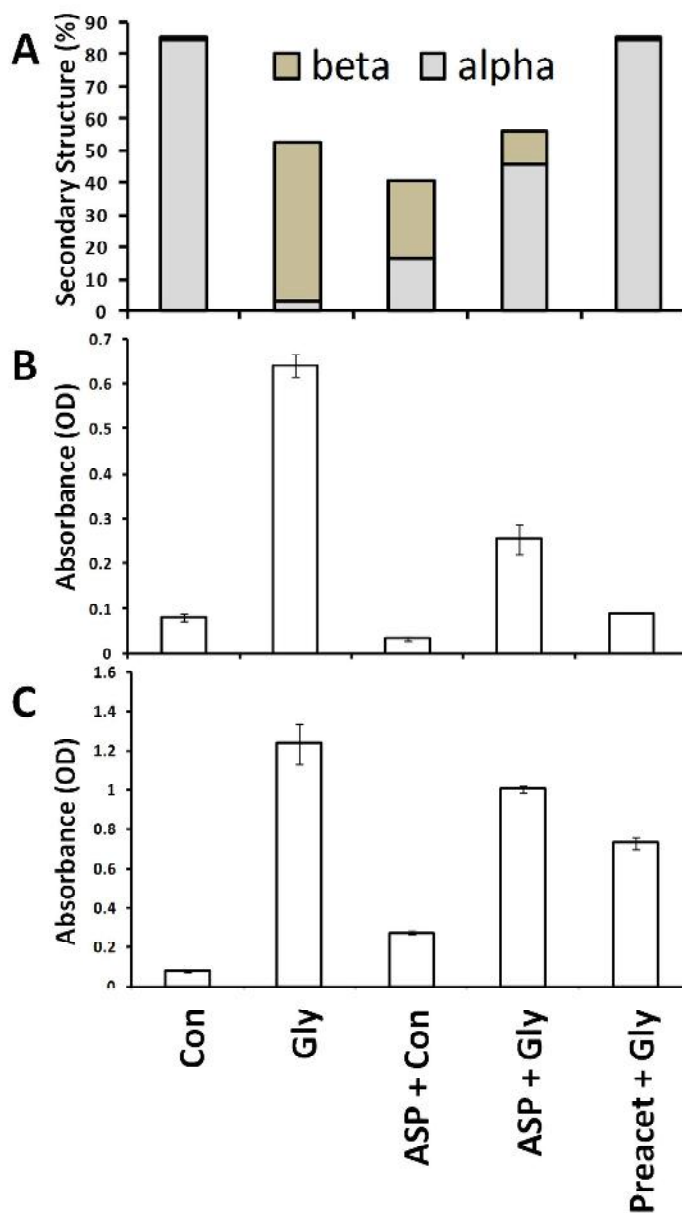 A
Secondary Structure (%)
90
80
70
60
50
40
30
20
10
0
beta
alpha
B
Absorbance (OD)
0.7
0.6
0.5
0.4
0.3
0.2
0.1
0
C
Absorbance (OD)
1.6
1.4
1.2
1
0.8
0.6
0.4
0.2
0
Con
Gly
ASP + Con
ASP + Gly
Preacet + Gly